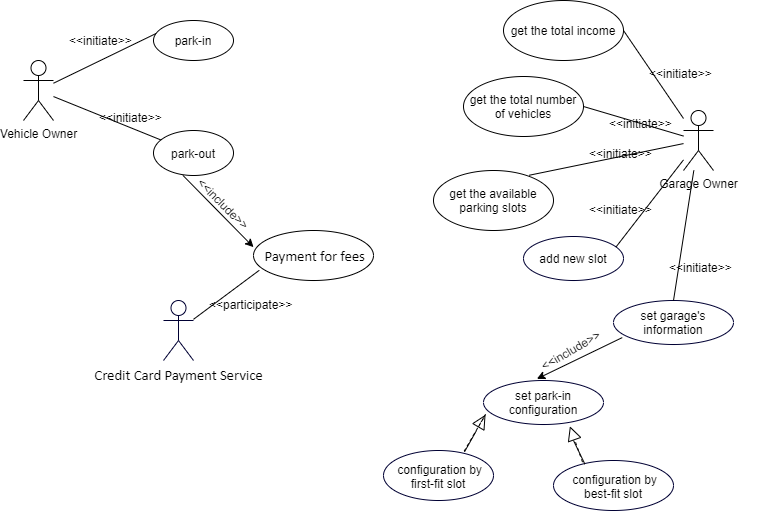 <<initiate>>
park-in
Vehicle Owner
<<initiate>>
park-out
<<include>>
Payment for fees
<<participate>>
Credit Card Payment Service
get the total income
<<initiate>>
get the total number
of vehicles
<<initiate>>
<<initiate>>
Garage Owner
get the available
parking slots
<<initiate>>
add new slot
<<initiate>>
set garage's
information
<<include>>
set park-in
configuration
configuration by
first-fit slot
configuration by
best-fit slot